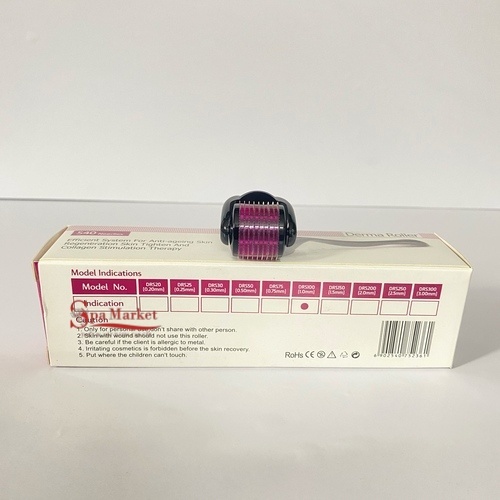 540
Efficient System For Anti-ageing Skin
Regeneration Skin Tighten And
Collagen Stimulation Therapy
Derma Roller
Model Indications
Model No. DRS20 DRS25 DRS30 DRS50 DRS75 DRS100 DRS150 DRS200 DRS250 DRS300
(0.20mm) (0.25mm) (0.30mm) (0.50mm) (0.75mm) (1.0mm) (1.5mm) (2.0mm) (2.5mm) (3.00mm)
Indication
Spa Market
Caution
1. Only for personal use don't share with other person.
2. Skin with wound should not use this roller.
3. Be careful if the client is allergic to metal.
4. Irritating cosmetics is forbidden before the skin recovery.
5. Put where the children can't touch.
RoHS CE
6 902540 752361